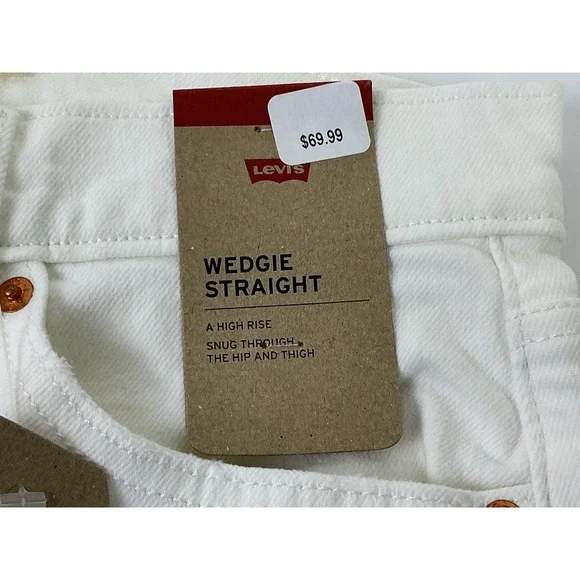 $69.99
Levi's
WEDGIE
STRAIGHT
A HIGH RISE
SNUG THROUGH
THE HIP AND THIGH